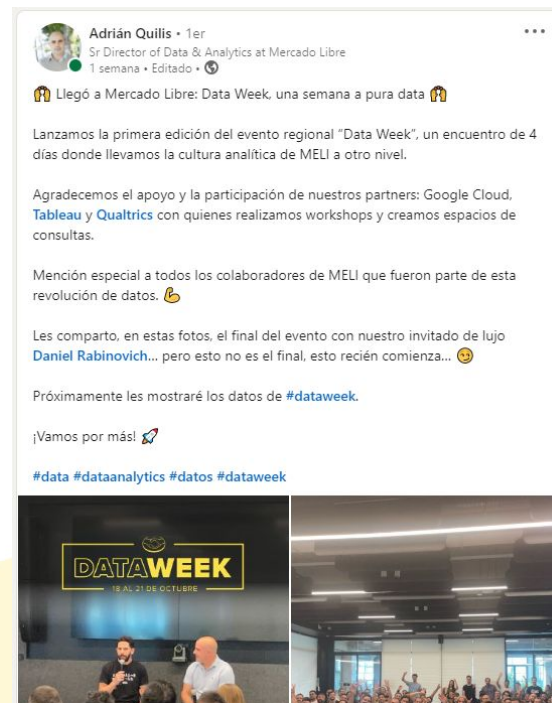 Adrián Quilis • 1er
Sr Director of Data & Analytics at Mercado Libre
1 semana • Editado •
Llegó a Mercado Libre: Data Week, una semana a pura data
Lanzamos la primera edición del evento regional “Data Week”, un encuentro de 4
días donde llevamos la cultura analítica de MELI a otro nivel.
Agradecemos el apoyo y la participación de nuestros partners: Google Cloud,
Tableau y Qualtrics con quienes realizamos workshops y creamos espacios de
consultas.
Mención especial a todos los colaboradores de MELI que fueron parte de esta
revolución de datos. 💪
Les comparto, en estas fotos, el final del evento con nuestro invitado de lujo
Daniel Rabinovich... pero esto no es el final, esto recién comienza... 😏
Próximamente les mostraré los datos de #dataweek.
¡Vamos por más! 🚀
#data #dataanalytics #datos #dataweek
DATAWEEK
18 AL 21 DE OCTUBRE